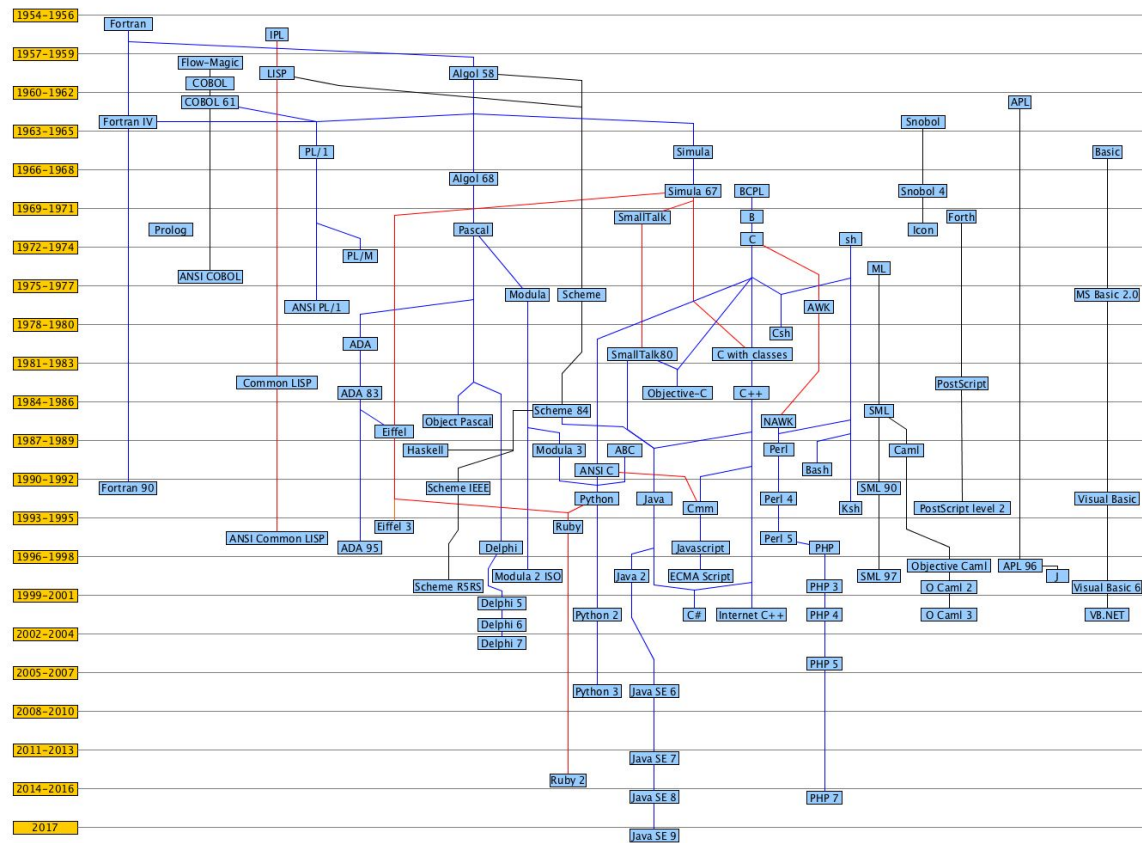 1954-1956
Fortran
IPL
1957-1959
Flow-Magic
LISP
Algol 58
COBOL
1960-1962
COBOL 61
APL
Fortran IV
Snobol
1963-1965
PL/1
Simula
Basic
1966-1968
Algol 68
Simula 67
BCPL
Snobol 4
1969-1971
SmallTalk
B
Forth
Prolog
Pascal
Icon
C
sh
1972-1974
PL/M
ML
ANSI COBOL
1975-1977
Modula
Scheme
MS Basic 2.0
ANSI PL/1
AWK
1978-1980
Csh
ADA
SmallTalk80
C with classes
1981-1983
Common LISP
PostScript
ADA 83
Objective-C
C++
1984-1986
Scheme 84
SML
Object Pascal
NAWK
Eiffel
1987-1989
Haskell
Modula 3
ABC
Perl
Caml
ANSI C
Bash
1990-1992
Fortran 90
Scheme IEEE
SML 90
Python
Java
Perl 4
Visual Basic
Cmm
Ksh
PostScript level 2
1993-1995
Eiffel 3
Ruby
ANSI Common LISP
Perl 5
ADA 95
Delphi
Javascript
PHP
1996-1998
Objective Caml
APL 96
Modula 2 ISO
Java 2
ECMA Script
SML 97
J
Scheme R5RS
PHP 3
O Caml 2
Visual Basic 6
1999-2001
Delphi 5
Python 2
C#
Internet C++
PHP 4
O Caml 3
VB.NET
Delphi 6
2002-2004
Delphi 7
PHP 5
2005-2007
Python 3
Java SE 6
2008-2010
2011-2013
Java SE 7
Ruby 2
2014-2016
Java SE 8
PHP 7
2017
Java SE 9